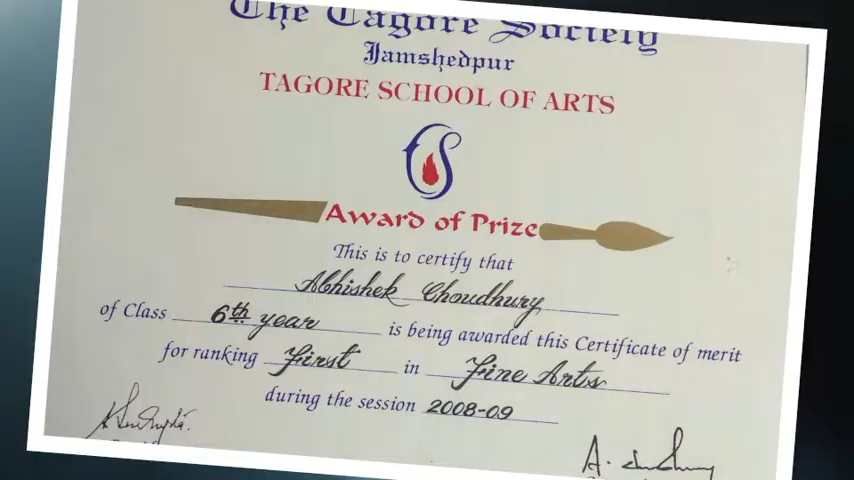 The Tagore Society
Jamshedpur
TAGORE SCHOOL OF ARTS
Award of Prize
This is to certify that
Abhishek Choudhury
of Class 6th year is being awarded this Certificate of merit
for ranking First in Fine Arts
during the session 2008-09